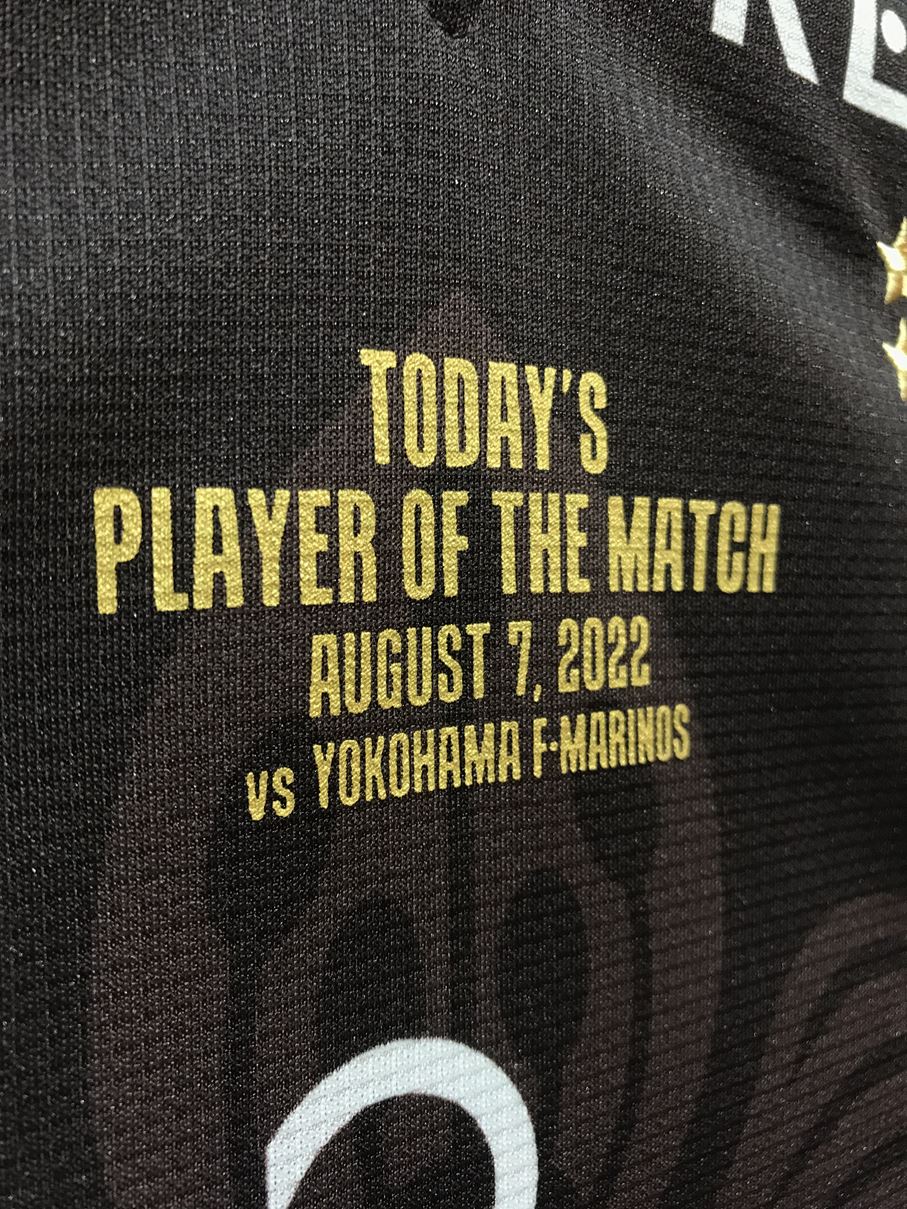 TODAY'S
PLAYER OF THE MATCH
AUGUST 7, 2022
vs YOKOHAMA F·MARINOS